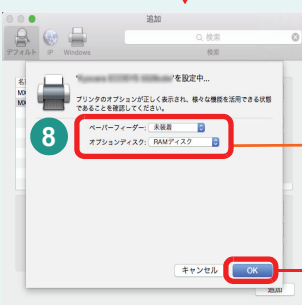 追加
検索
デフォルト IP Windows
検索
名
MX
MX
'を設定中...
プリンタのオプションが正しく表示され、様々な機能を活用できる状態
であることを確認してください。
8
ペーパーフィーダー: 未装着
オプションディスク: RAMディスク
キャンセル
OK
追加